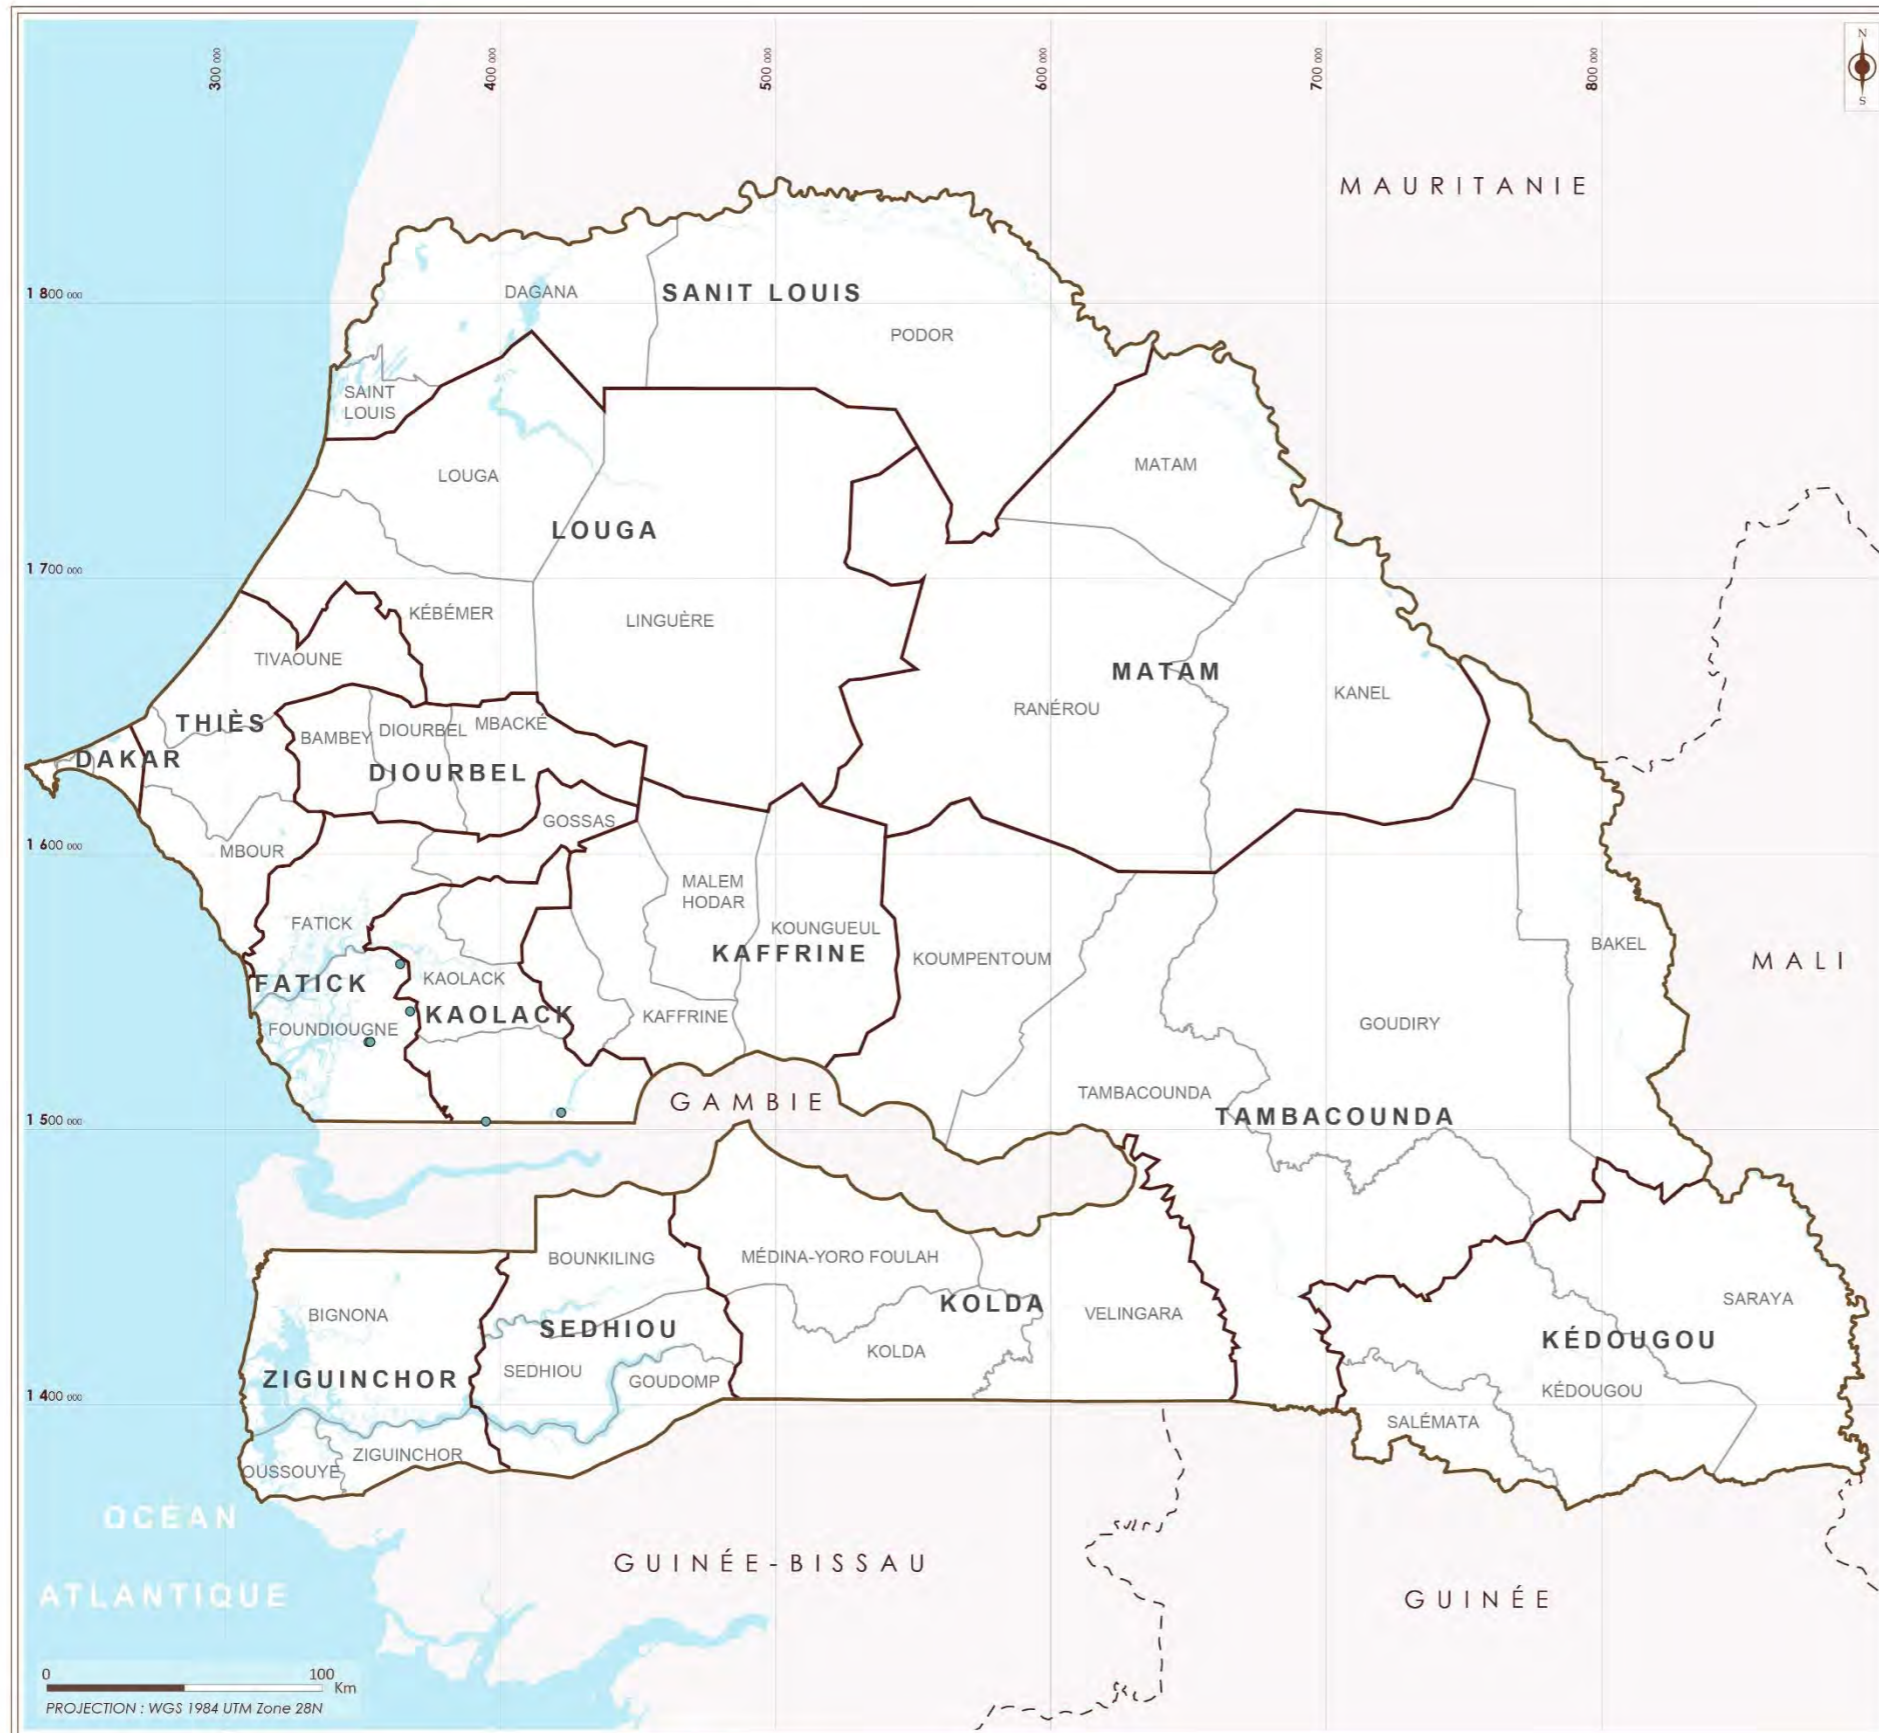 300 000
400 000
500 000
600 000
700 000
800 000
N
S
MAURITANIE
1 800 000
DAGANA
SANIT LOUIS
PODOR
SAINT
LOUIS
MATAM
LOUGA
LOUGA
1 700 000
KÉBÉMER
LINGUÈRE
TIVAOUNE
MATAM
KANEL
RANÉROU
THIÈS
BAMBEY
DIOURBEL
MBACKÉ
DAKAR
DIOURBEL
GOSSAS
1 600 000
MBOUR
MALEM
HODAR
FATICK
KOUNGUEUL
KAFFRINE
KOUMPENTOUM
BAKEL
MALI
FATICK
KAOLACK
KAOLACK
KAFFRINE
FOUNDIOUGNE
GOUDIRY
TAMBACOUNDA
GAMBIE
TAMBACOUNDA
1 500 000
BOUNKILING
MÉDINA-YORO FOULAH
BIGNONA
KOLDA
VELINGARA
SARAYA
SEDHIOU
KOLDA
KÉDOUGOU
SEDHIOU
GOUDOMP
ZIGUINCHOR
KÉDOUGOU
1 400 000
SALÉMATA
ZIGUINCHOR
OUSSOUYE
OCÉAN
ATLANTIQUE
GUINÉE-BISSAU
GUINÉE
0 100
Km
PROJECTION : WGS 1984 UTM Zone 28N